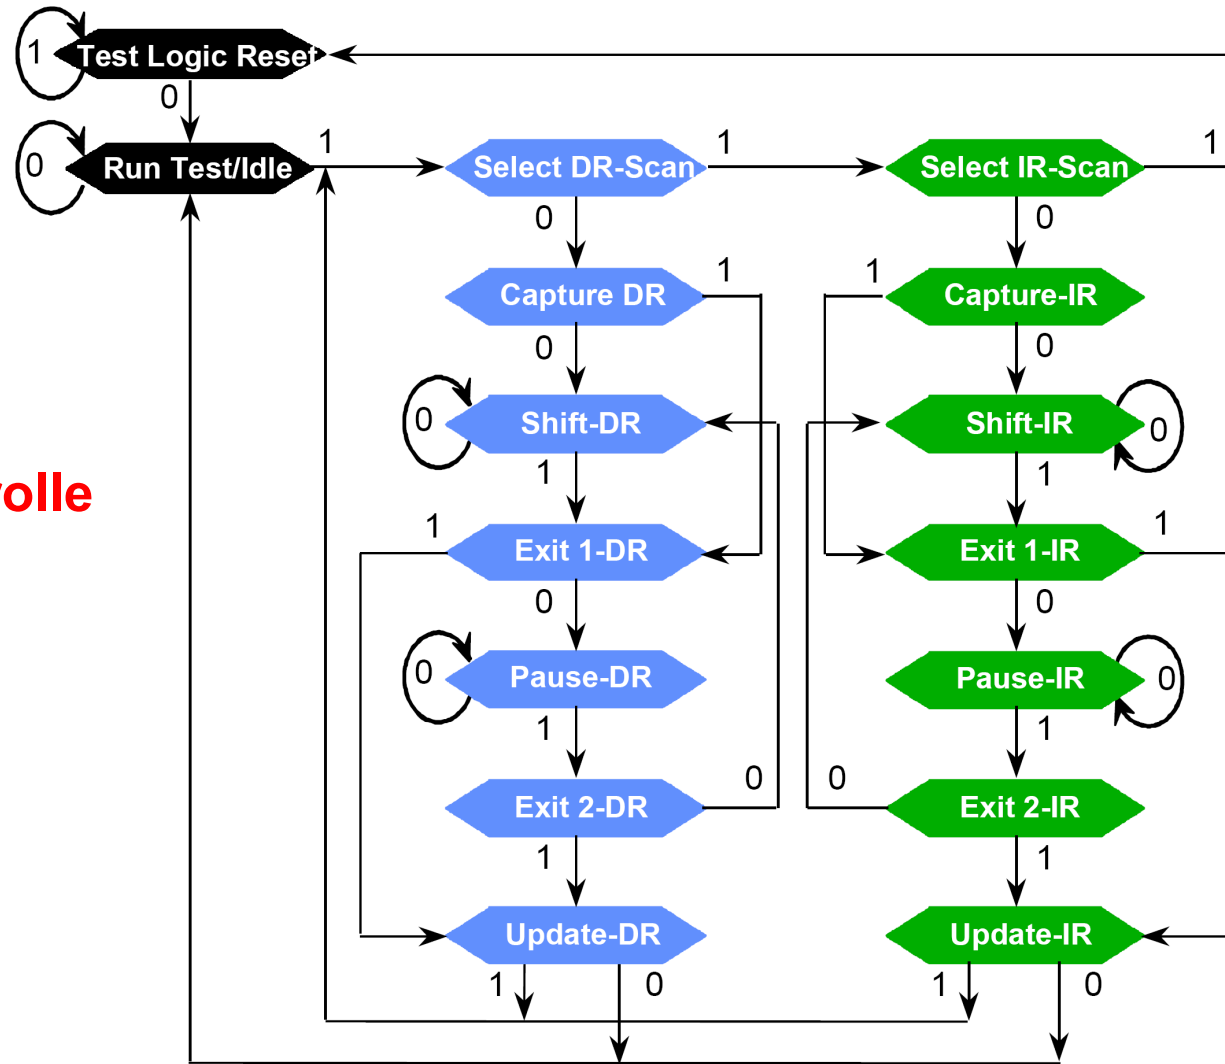 1
Test Logic Reset
0
0
Run Test/Idle
1
Select DR-Scan
1
Select IR-Scan
1
0
0
Capture DR
1
1
Capture-IR
0
0
0
Shift-DR
Shift-IR
0
1
1
olle
1
Exit 1-DR
Exit 1-IR
1
0
0
0
Pause-DR
Pause-IR
0
1
1
Exit 2-DR
0
0
Exit 2-IR
1
1
Update-DR
Update-IR
1
0
1
0